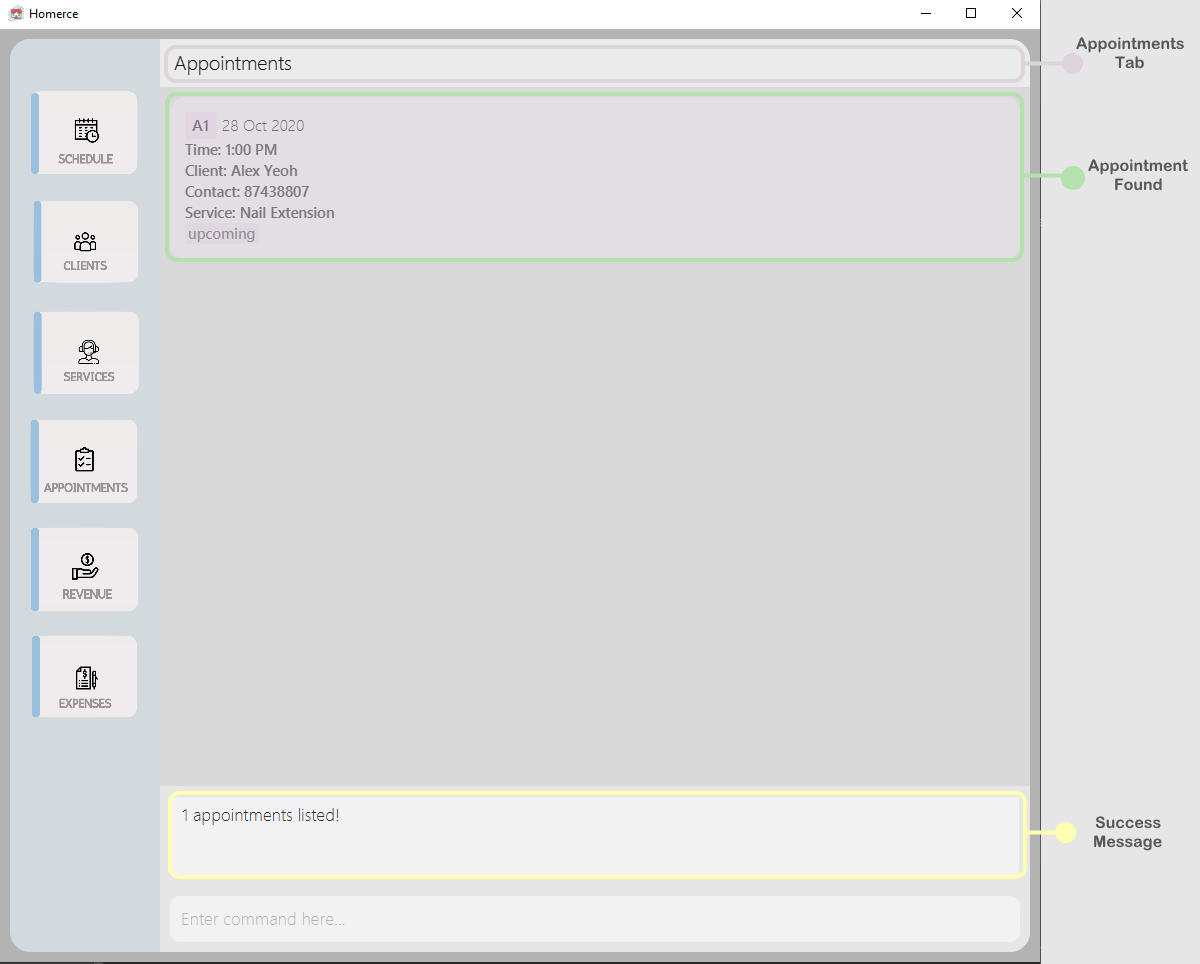 Homerce
Appointments
Appointments
Tab
SCHEDULE
CLIENTS
SERVICES
APPOINTMENTS
REVENUE
EXPENSES
A1 28 Oct 2020
Time: 1:00 PM
Client: Alex Yeoh
Contact: 87438807
Service: Nail Extension
upcoming
Appointment
Found
1 appointments listed!
Success
Message
Enter command here...